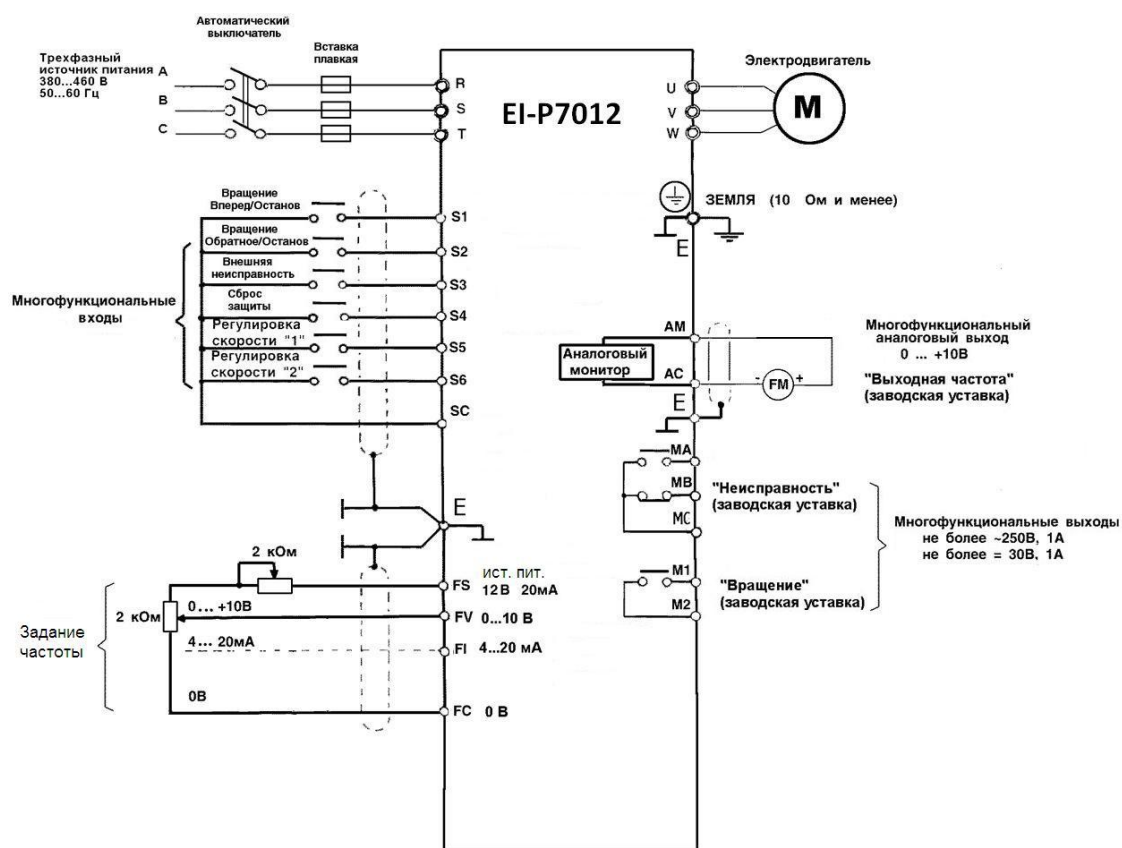 Автоматический
выключатель
Вставка
плавкая
Трехфазный
источник питания
380...460 В
50...60 Гц
A
B
C
R
S
T
EI-P7012
U
V
W
Электродвигатель
M
ЗЕМЛЯ (10 Ом и менее)
E
Вращение
Вперед/Останов
S1
Вращение
Обратное/Останов
S2
Внешняя
неисправность
S3
Сброс
защиты
S4
Регулировка
скорости "1"
S5
Регулировка
скорости "2"
S6
SC
Многофункциональные
входы
AM
Аналоговый
монитор
AC
E
- FM +
Многофункциональный
аналоговый выход
0 ... +10В
"Выходная частота"
(заводская уставка)
MA
MB
MC
"Неисправность"
(заводская уставка)
M1
M2
"Вращение"
(заводская уставка)
Многофункциональные выходы
не более ~250В, 1А
не более = 30В, 1А
E
2 кОм
FS
ист. пит.
12В 20мА
2 кОм
0... +10В
FV 0...10 В
4... 20мА
FI 4...20 мА
0В
FC 0 В
Задание
частоты